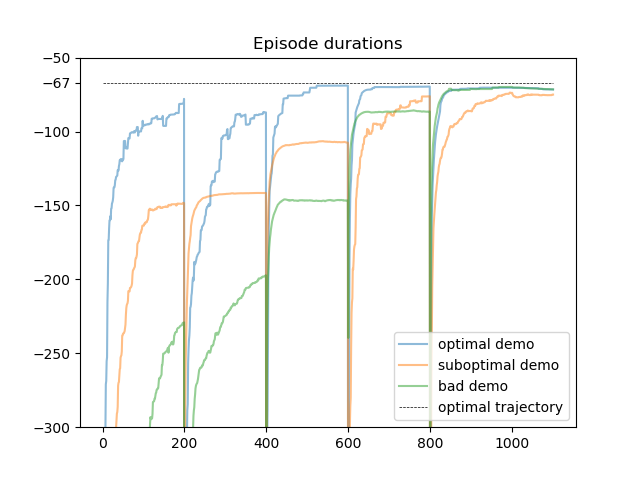 Episode durations
−50
−67
−100
−150
−200
−250
−300
0
200
400
600
800
1000
optimal demo
suboptimal demo
bad demo
optimal trajectory